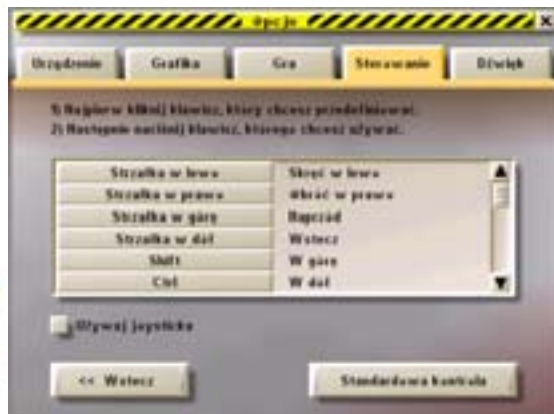 Opcje
Urządzenie Grafika Gra Sterowanie Dźwięk
1) Najpierw kliknij klawisz, który chcesz przedefiniować.
2) Następnie naciśnij klawisz, którego chcesz używać.
Strzałka w lewo Skręć w lewo
Strzałka w prawo w prawo
Strzałka w górę Naprzód
Strzałka w dół Wstecz
Shift W górę
Ctrl W dół
Używaj joysticka
<< Wstecz Standardowa kontrola